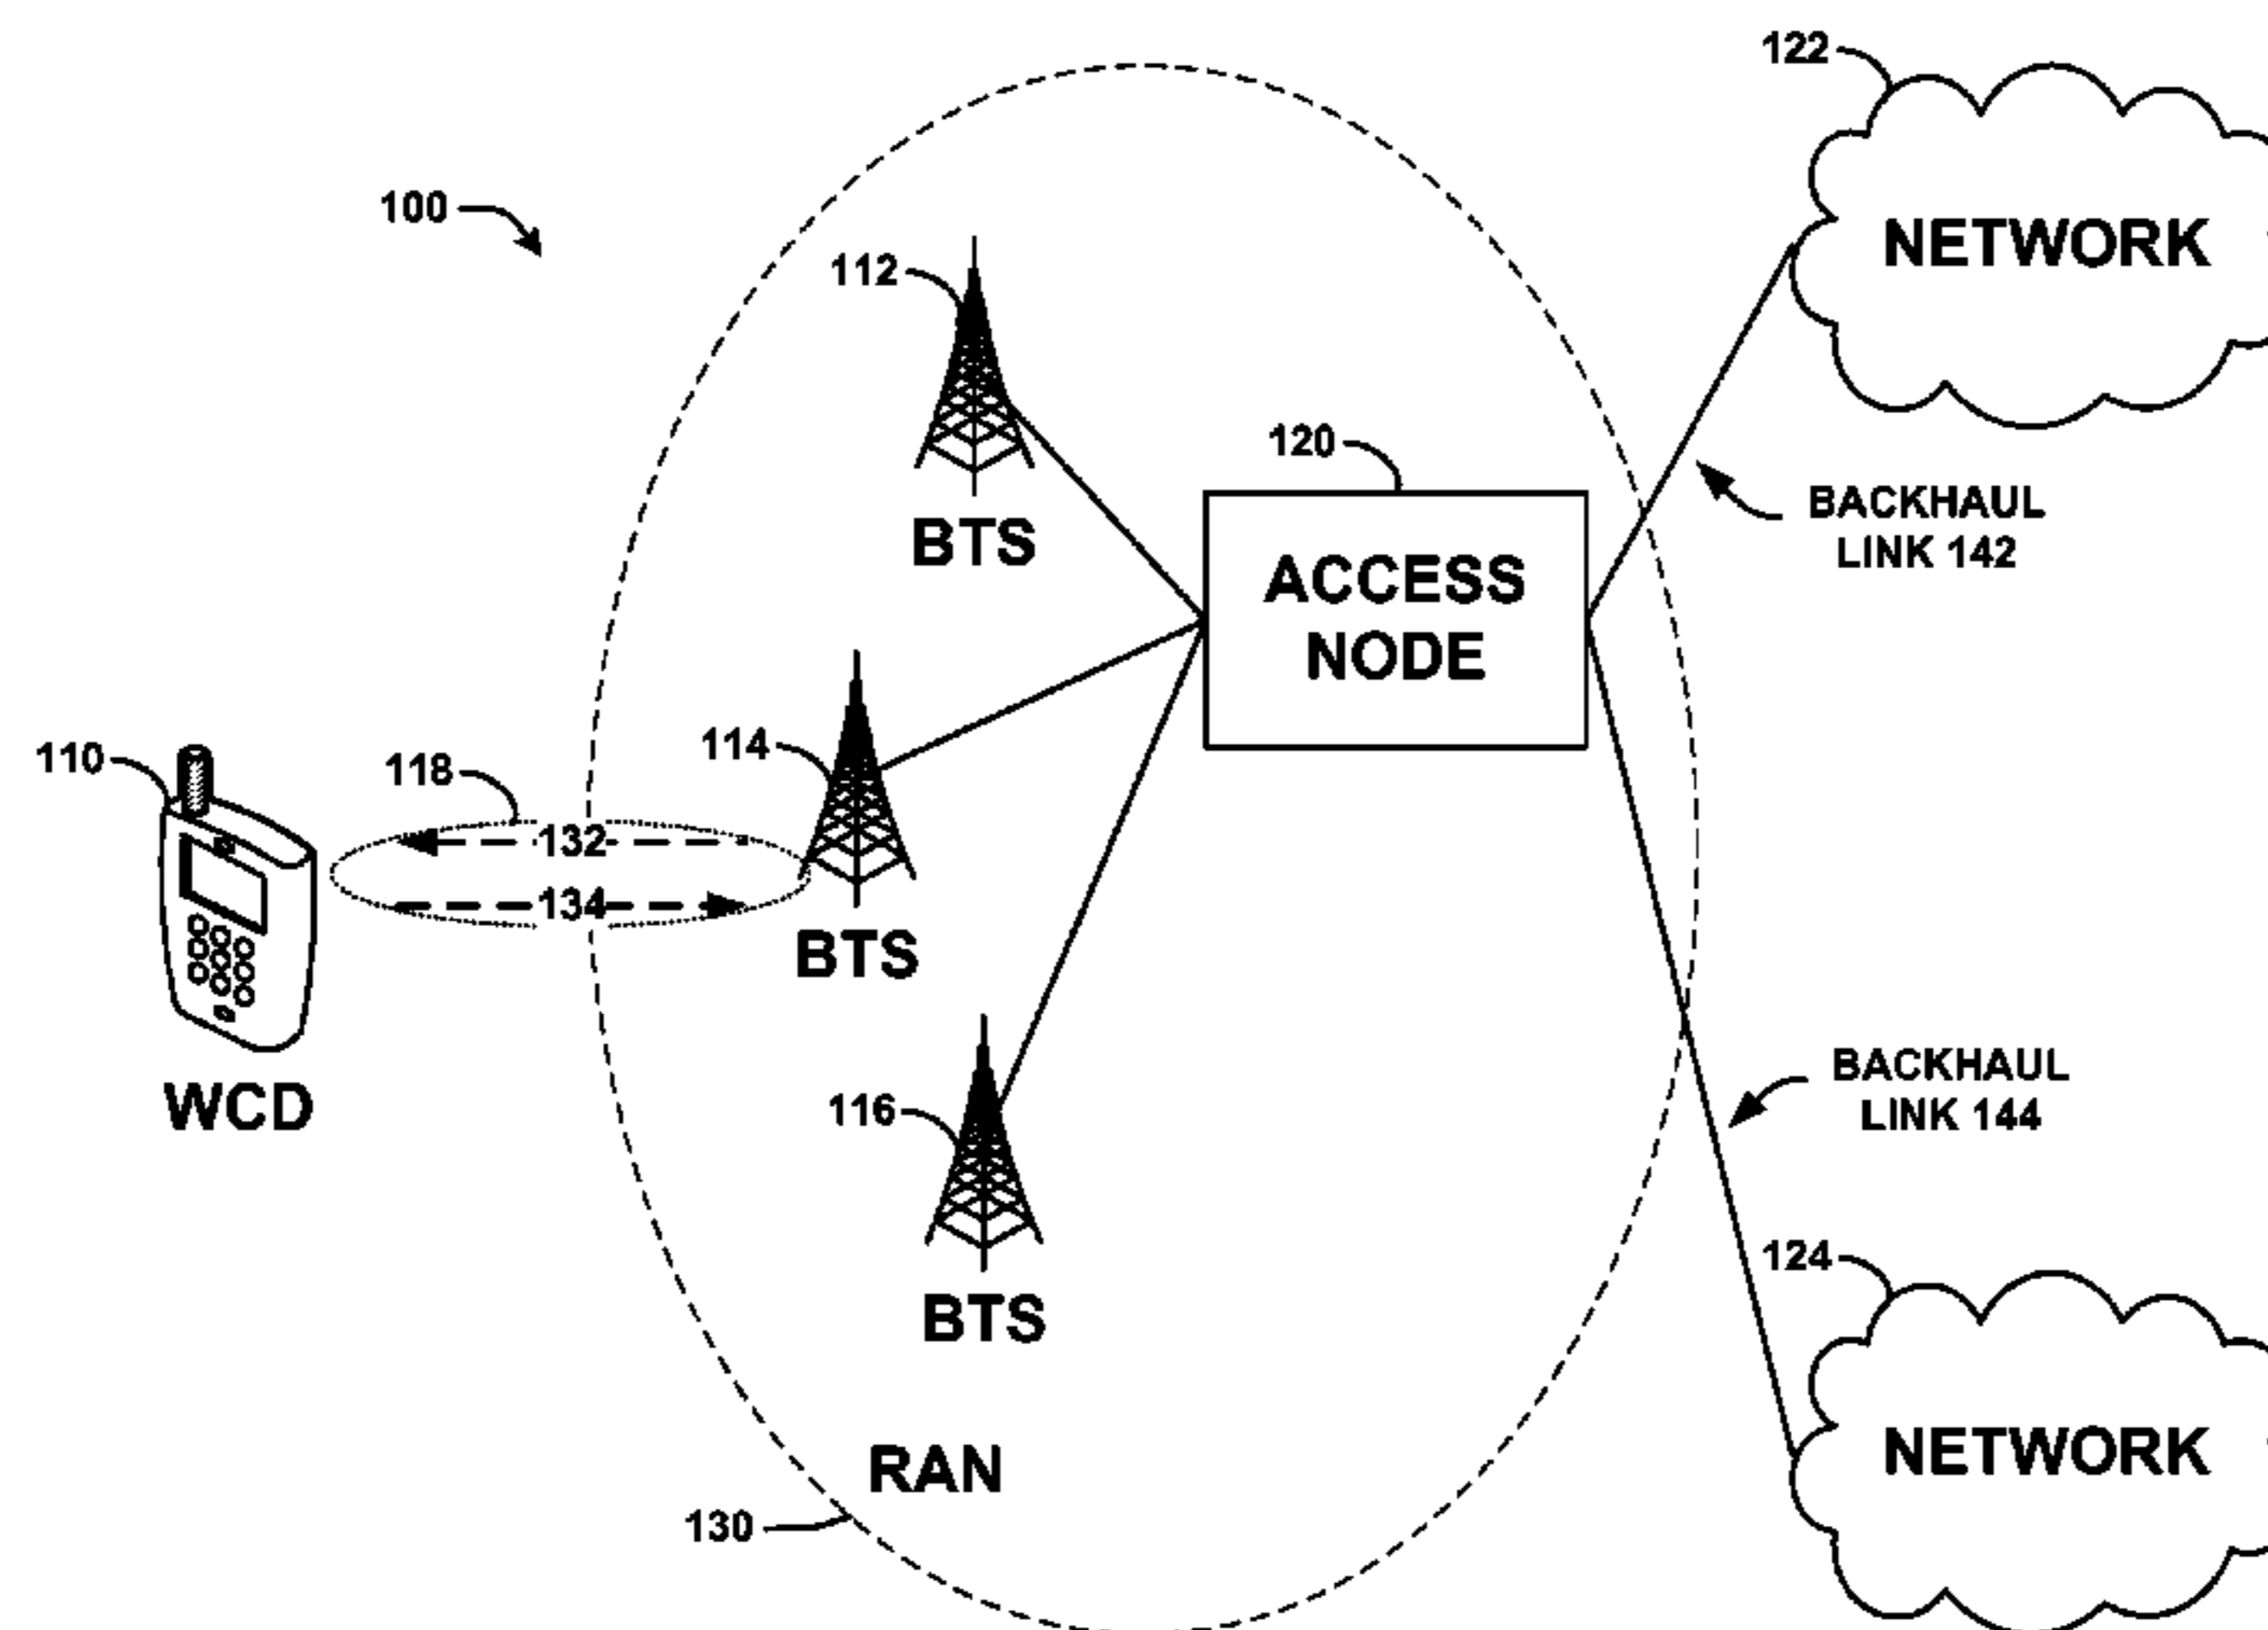 122
100
NETWORK
112
120
BACKHAUL
LINK 142
BTS
ACCESS
NODE
110
118
114
132
134
BTS
WCD
BACKHAUL
LINK 144
116
124
BTS
RAN
NETWORK
130